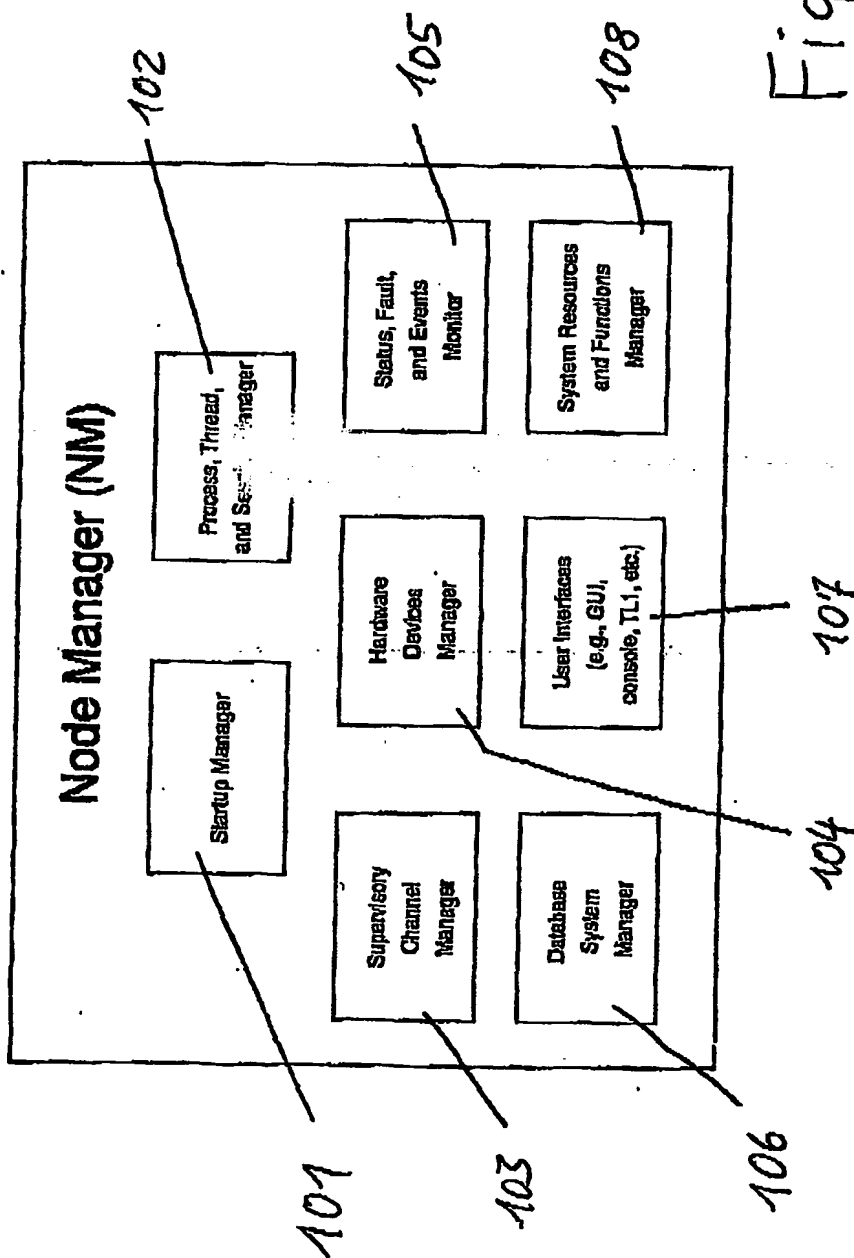 Node Manager (NM)
Startup Manager
Process, Thread,
and Manager
Supervisory
Channel
Manager
Hardware
Devices
Manager
Status, Fault,
and Events
Monitor
Database
System
Manager
User Interfaces
(e.g., GUI,
console, TL1, etc.)
System Resources
and Functions
Manager
101
102
103
104
105
106
107
108
Fig